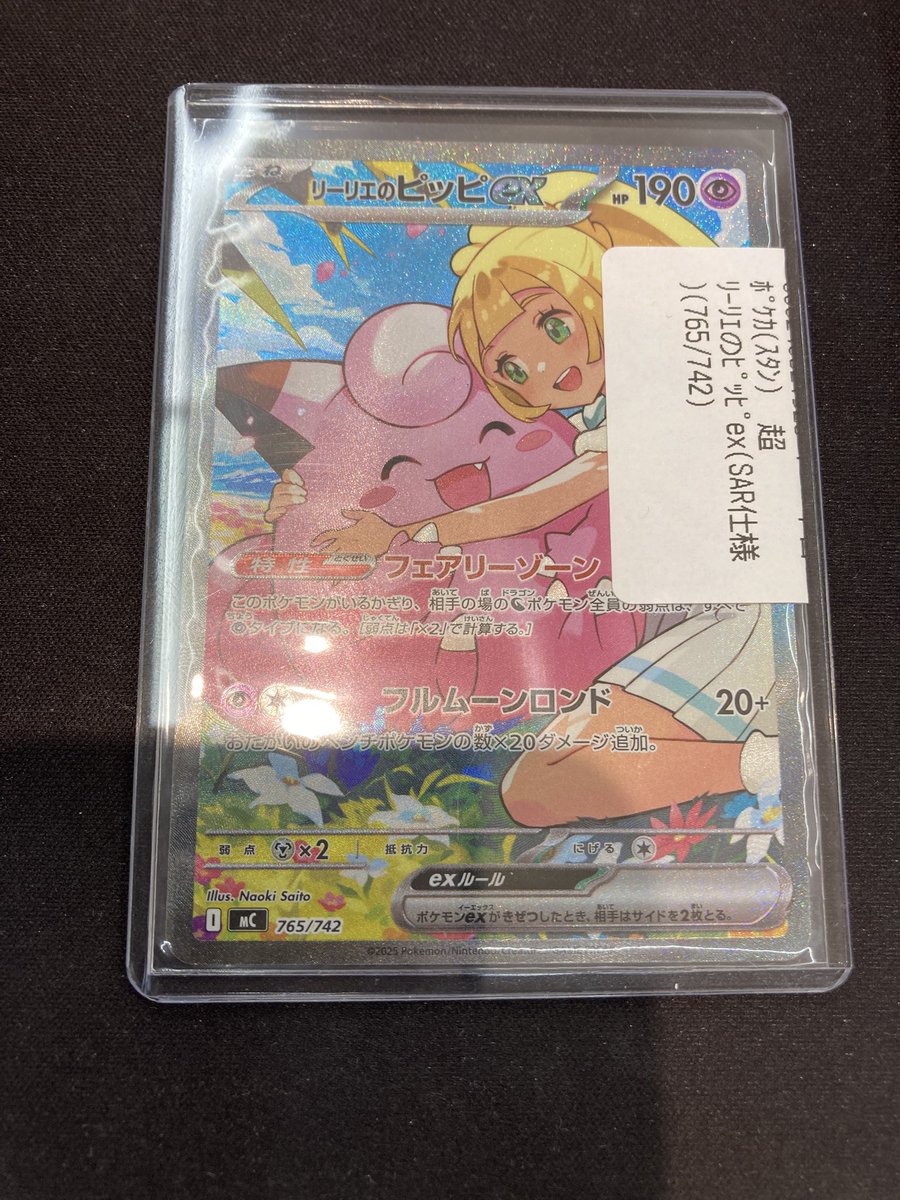 たね
リーリエのピッピex
HP 190
ポケカ(スタン) 超
リーリエのピッピex(SAR仕様
)(765/742)
特性 とくせい
フェアリーゾーン
このポケモンがいるかぎり、相手の場のポケモン全員の弱点は、すべて
タイプになる。[弱点は「×2」で計算する。]
フルムーンロンド 20+
おたがいのベンチポケモンの数×20ダメージ追加。
弱点 ×2 抵抗力 にげる
exルール
ポケモンexがきぜつしたとき、相手はサイドを2枚とる。
Illus. Naoki Saito
I MC 765/742
©2025 Pokémon/Nintendo/Creatures